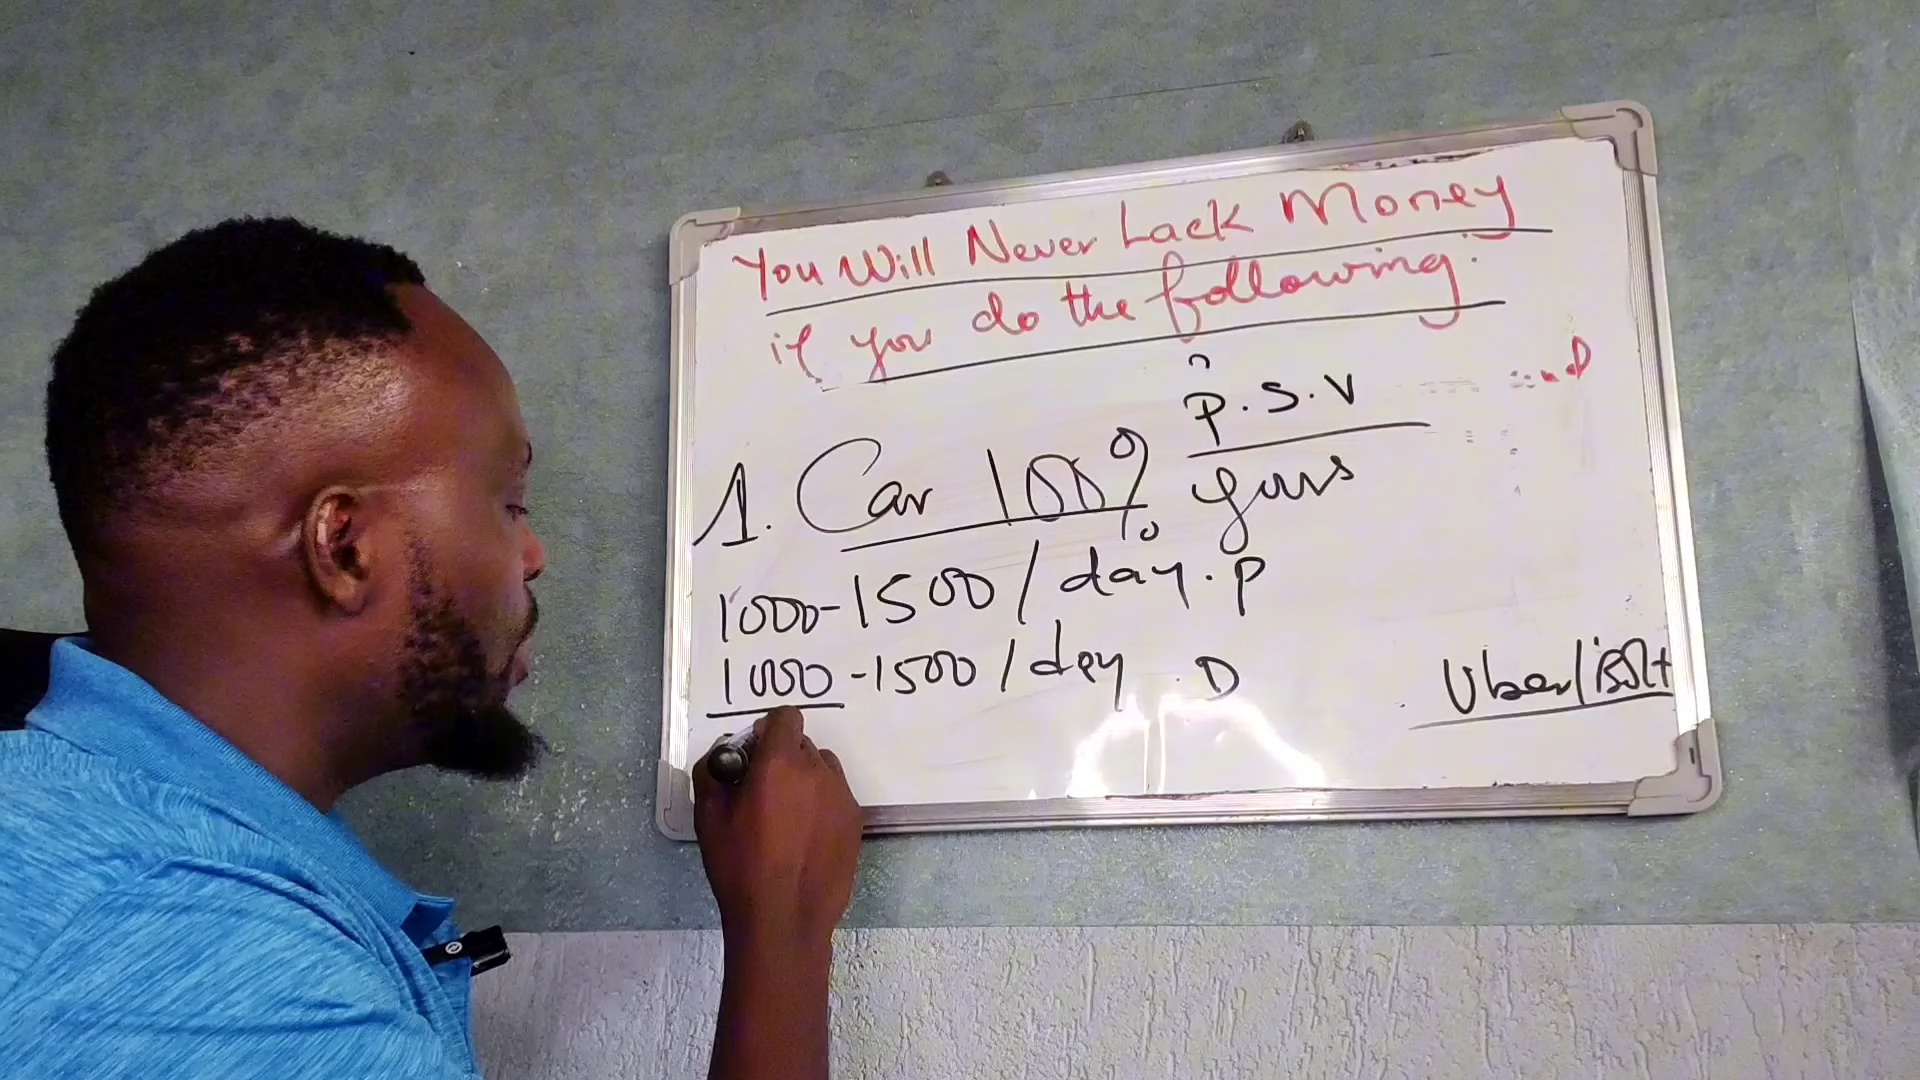 You Will Never Lack Money
if you do the following.
P.S.V
1. Car 100% yours
1000-1500/day. P
1000-1500/day. D
Uber/Bolt